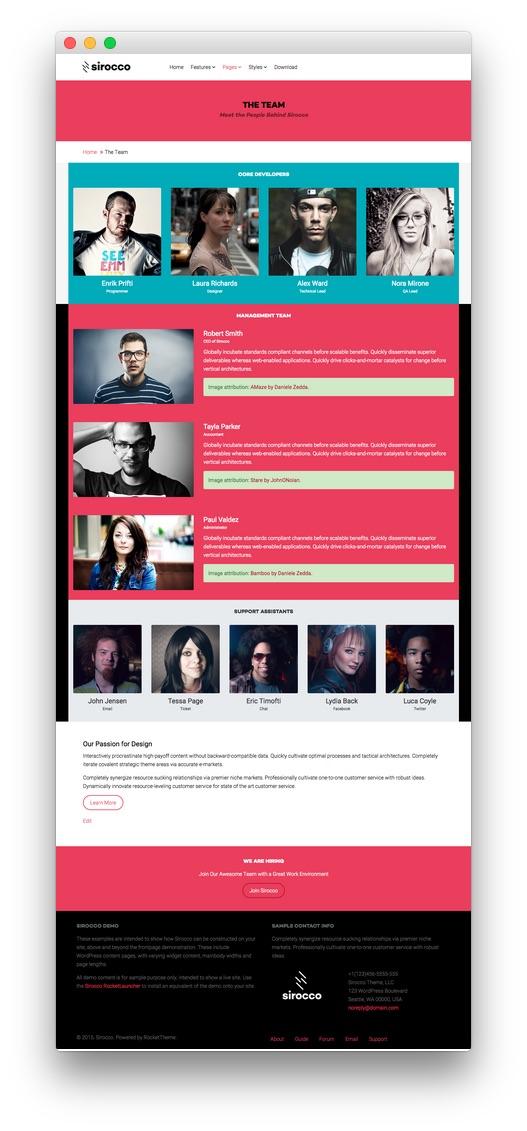 sirocco
Home Features Pages Styles Download
THE TEAM
Meet the People Behind Sirocco
Home » The Team
CORE DEVELOPERS
SEE
Enrik Prifti Laura Richards Alex Ward Nora Mirone
Programmer Designer Technical Lead QA Lead
MANAGEMENT TEAM
Robert Smith
CEO of Sirocco
Globally incubate standards compliant channels before scalable benefits. Quickly disseminate superior
deliverables whereas web-enabled applications. Quickly drive clicks-and-mortar catalysts for change before
vertical architectures.
Image attribution: AMaze by Daniele Zedda.
Tayla Parker
Accountant
Globally incubate standards compliant channels before scalable benefits. Quickly disseminate superior
deliverables whereas web-enabled applications. Quickly drive clicks-and-mortar catalysts for change before
vertical architectures.
Image attribution: Stare by JohnONolan.
Paul Valdez
Administrator
Globally incubate standards compliant channels before scalable benefits. Quickly disseminate superior
deliverables whereas web-enabled applications. Quickly drive clicks-and-mortar catalysts for change before
vertical architectures.
Image attribution: Bamboo by Daniele Zedda.
SUPPORT ASSISTANTS
John Jensen Tessa Page Eric Timofti Lydia Back Luca Coyle
Email Ticket Chat Facebook Twitter
Our Passion for Design
Interactively procrastinate high-payoff content without backward-compatible data. Quickly cultivate optimal processes and tactical architectures. Completely
iterate covalent strategic theme areas via accurate e-markets.
Completely synergize resource sucking relationships via premier niche markets. Professionally cultivate one-to-one customer service with robust ideas.
Dynamically innovate resource-leveling customer service for state of the art customer service.
Learn More
Edit
WE ARE HIRING
Join Our Awesome Team with a Great Work Environment
Join Sirocco
SIROCCO DEMO
These examples are intended to show how Sirocco can be constructed on your
site, above and beyond the frontpage demonstration. These include
WordPress content pages, with varying widget content, mainbody widths and
page lengths.
All demo content is for sample purpose only, intended to show a live site. Use
the Sirocco RocketLauncher to install an equivalent of the demo onto your site.
SAMPLE CONTACT INFO
Completely synergize resource sucking relationships via premier niche
markets. Professionally cultivate one-to-one customer service with robust
ideas.
sirocco
+1(123)456-5555-555
Sirocco Theme, LLC
123 WordPress Boulevard
Seattle, WA 00000, USA
noreply@domain.com
© 2015, Sirocco, Powered by RocketTheme.
About Guide Forum Email Support